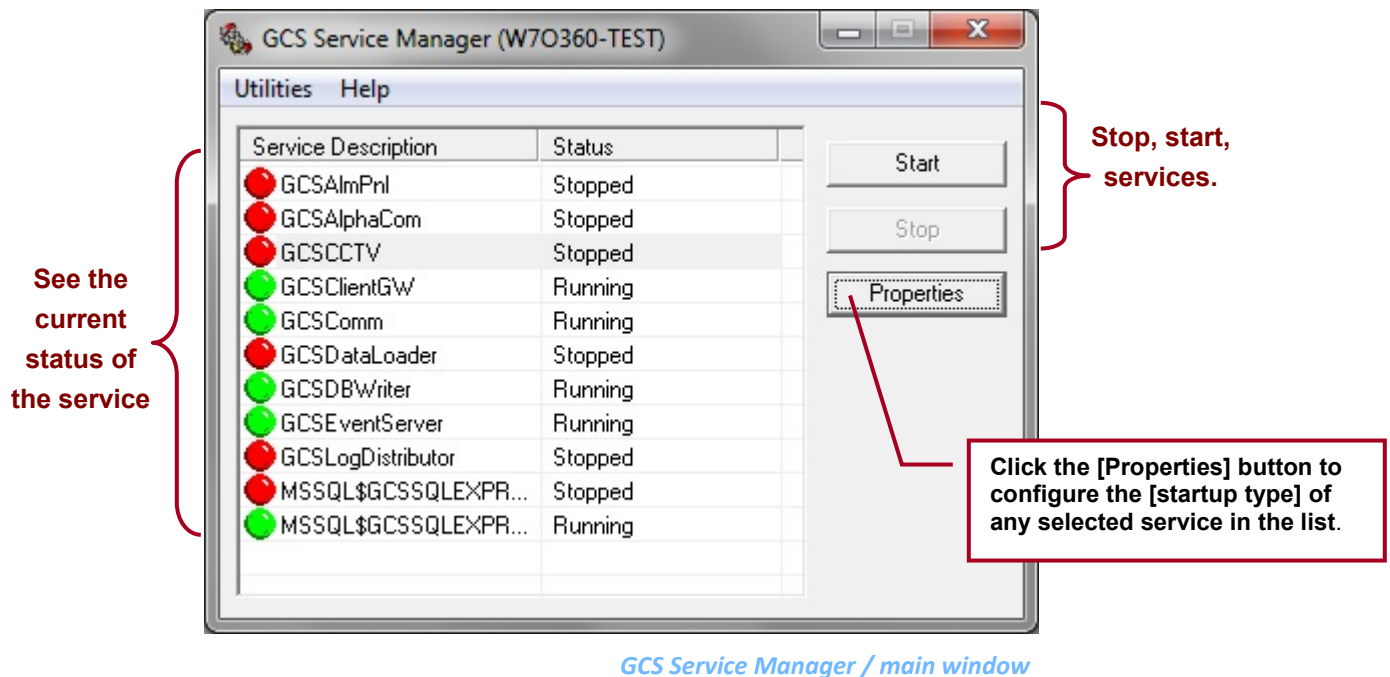 GCS Service Manager (W7O360-TEST)
Utilities Help
Service Description Status
GCSAlmPnl Stopped
GCSAlphaCom Stopped
GCSCCTV Stopped
GCSClientGW Running
GCSComm Running
GCSDataLoader Stopped
GCSDBWriter Running
GCSEventServer Running
GCSLogDistributor Stopped
MSSQL$GCSSQLEXPR... Stopped
MSSQL$GCSSQLEXPR... Running
Start
Stop
Properties
See the
current
status of
the service
Stop, start,
services.
Click the [Properties] button to
configure the [startup type] of
any selected service in the list.
GCS Service Manager / main window